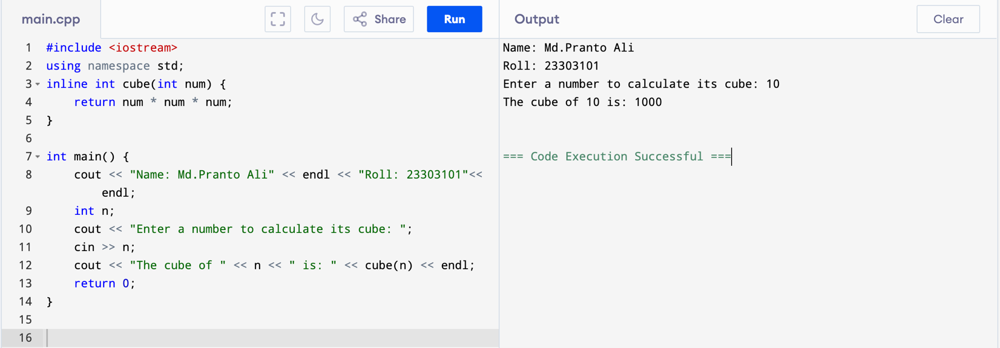 main.cpp
Share
Run
Output
Clear
1 #include <iostream>
2 using namespace std;
3 inline int cube(int num) {
4     return num * num * num;
5 }
6
7 int main() {
8     cout << "Name: Md.Pranto Ali" << endl << "Roll: 23303101"<<
        endl;
9     int n;
10     cout << "Enter a number to calculate its cube: ";
11     cin >> n;
12     cout << "The cube of " << n << " is: " << cube(n) << endl;
13     return 0;
14 }
15
16
Name: Md.Pranto Ali
Roll: 23303101
Enter a number to calculate its cube: 10
The cube of 10 is: 1000
=== Code Execution Successful ===